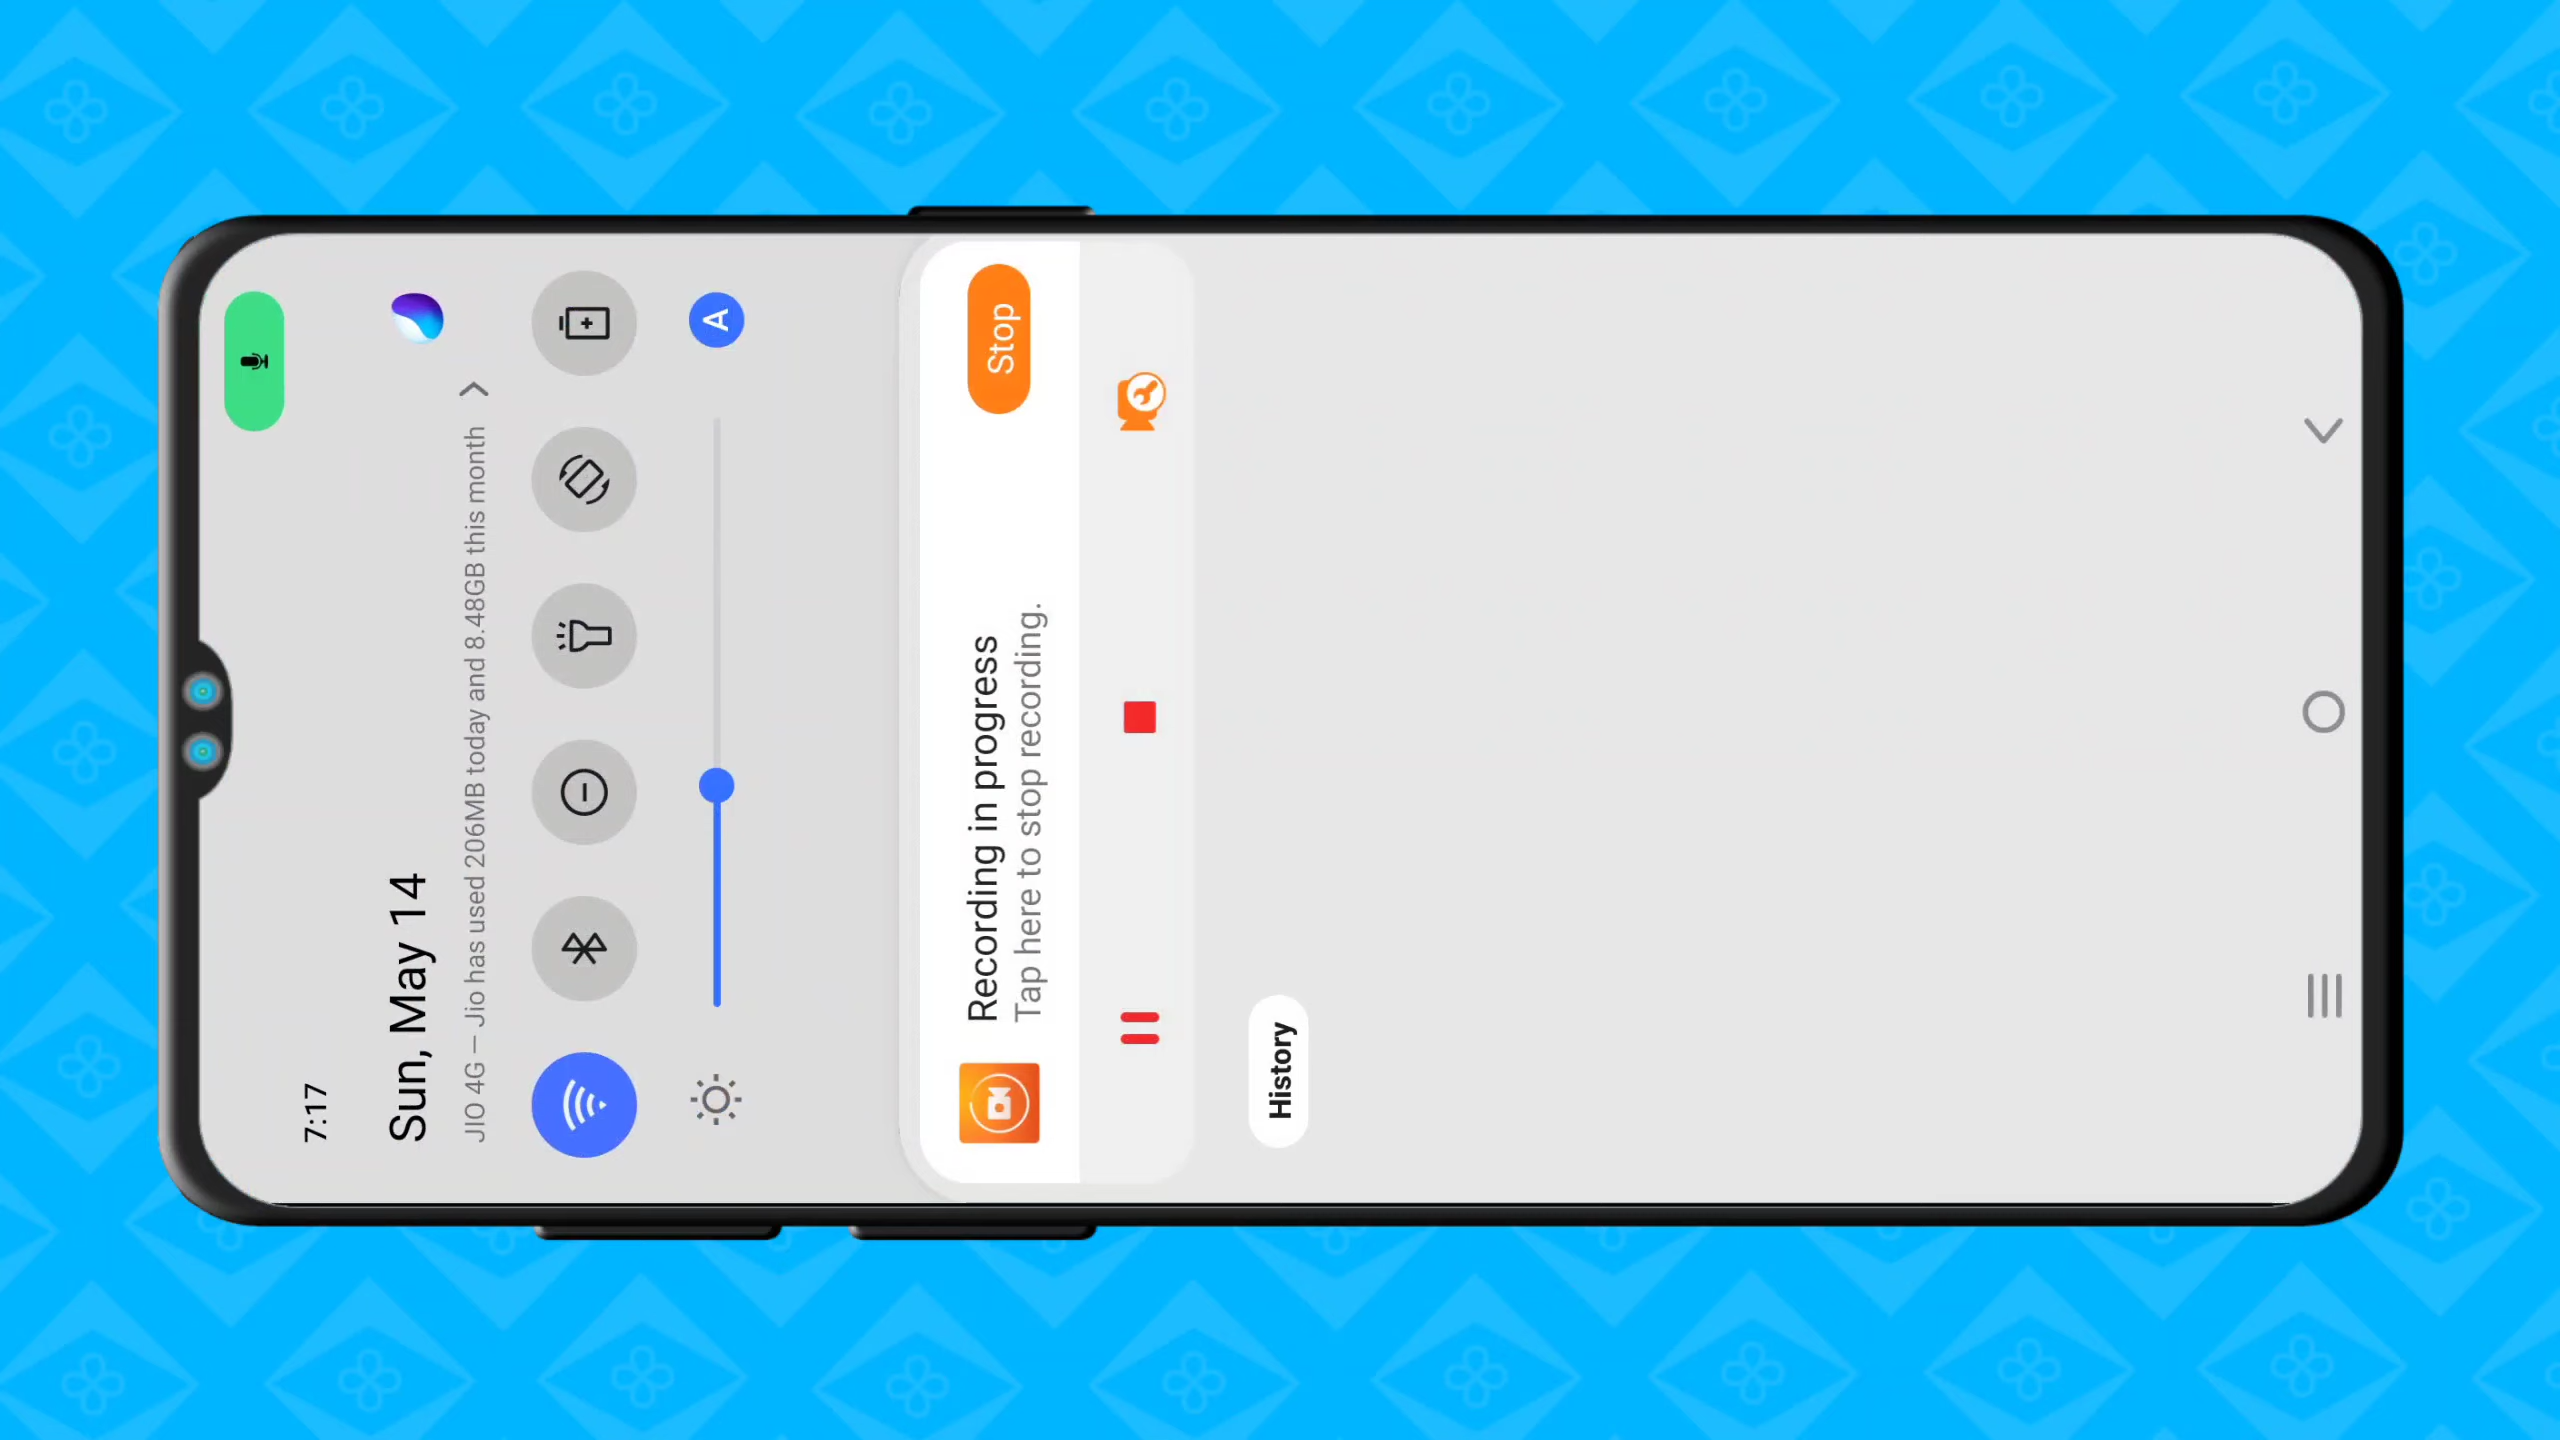 7:17
Sun, May 14
JIO 4G — Jio has used 206MB today and 8.48GB this month
A
Recording in progress
Tap here to stop recording.
Stop
History